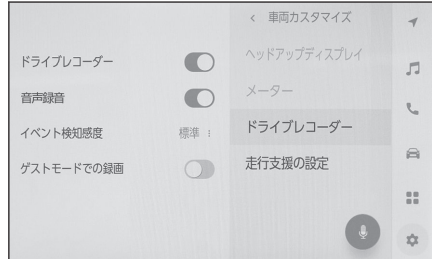 ドライブレコーダー
音声録音
イベント検知感度 標準
ゲストモードでの録画
車両カスタマイズ
ヘッドアップディスプレイ
メーター
ドライブレコーダー
走行支援の設定